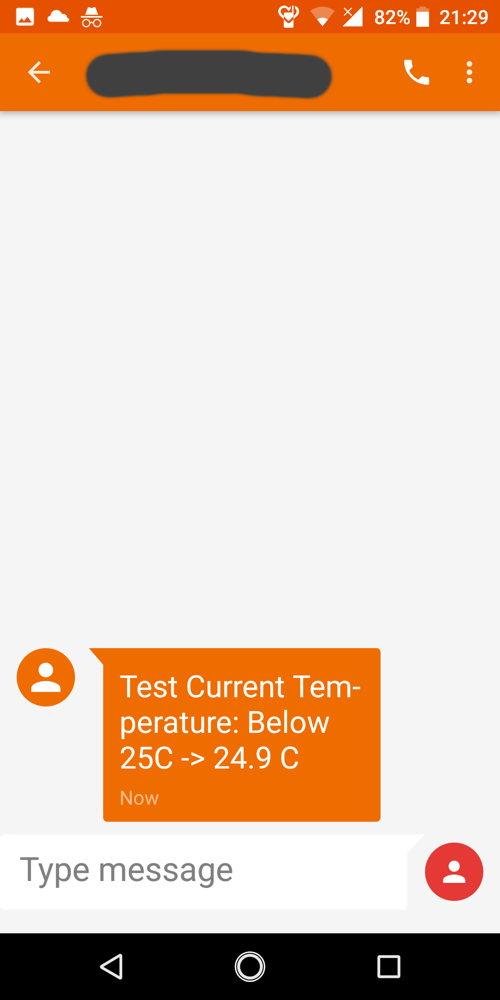 82% 21:29
Test Current Tem-
perature: Below
25C -> 24.9 C
Now
Type message